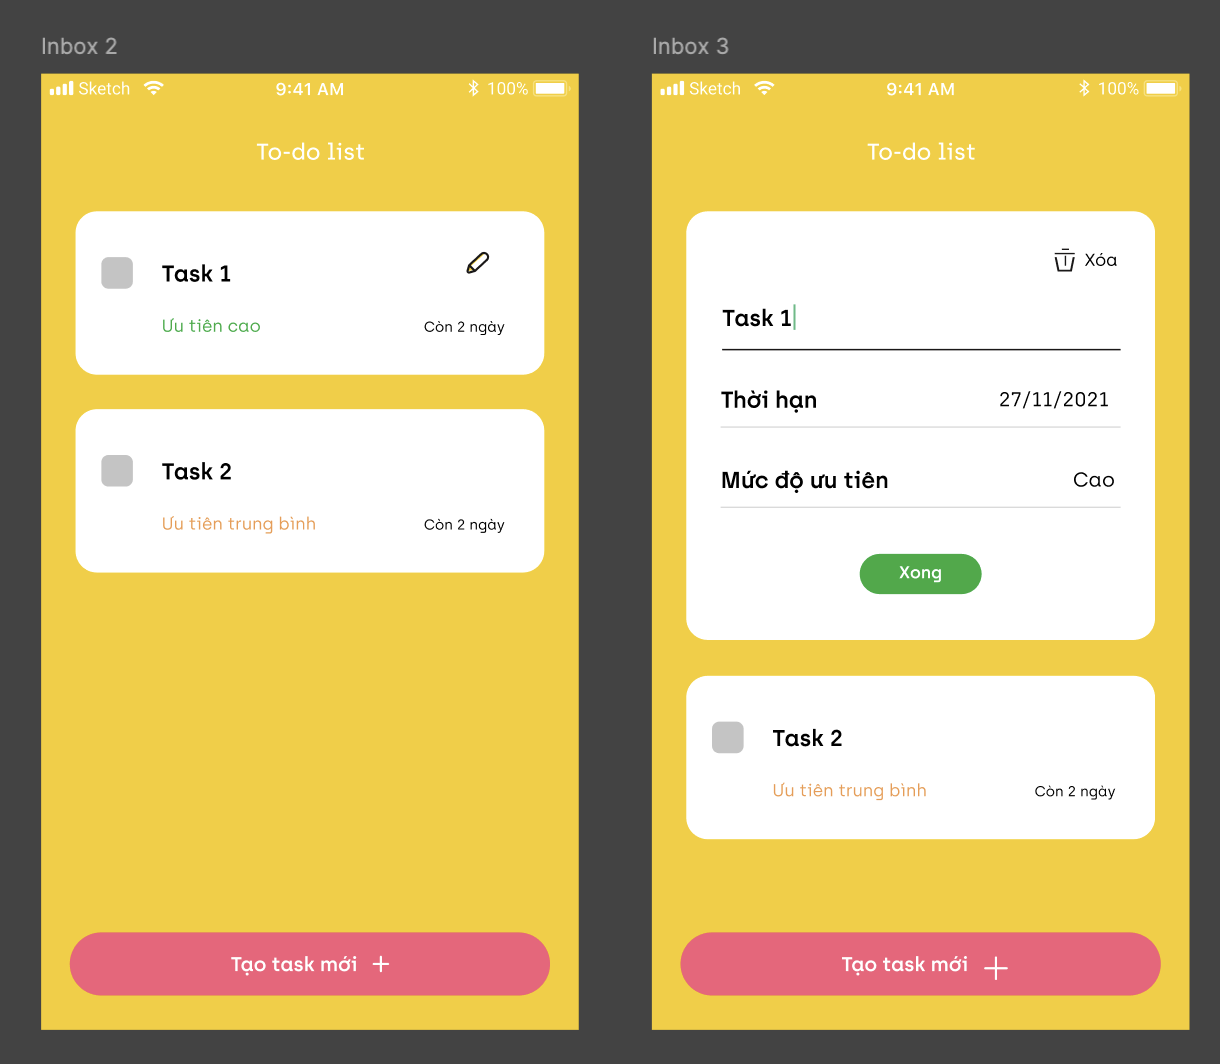 Inbox 2
Sketch 9:41 AM 100%
To-do list
Task 1
Ưu tiên cao Còn 2 ngày
Task 2
Ưu tiên trung bình Còn 2 ngày
Tạo task mới +
Inbox 3
Sketch 9:41 AM 100%
To-do list
Xóa
Task 1
Thời hạn 27/11/2021
Mức độ ưu tiên Cao
Xong
Task 2
Ưu tiên trung bình Còn 2 ngày
Tạo task mới +